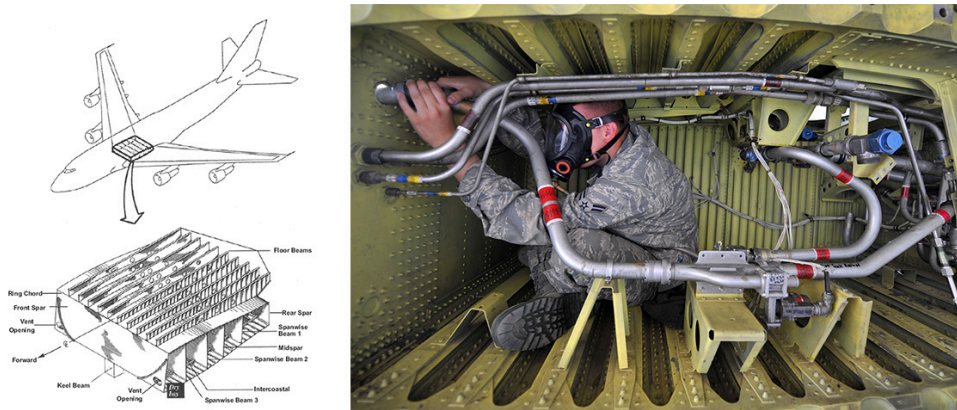 Floor Beams
Ring Chord
Front Spar
Rear Spar
Vent
Opening
Spanwise
Beam 1
Midspar
Forward
Spanwise Beam 2
Keel Beam
Vent
Opening
Dry
bay
Intercoastal
Spanwise Beam 3